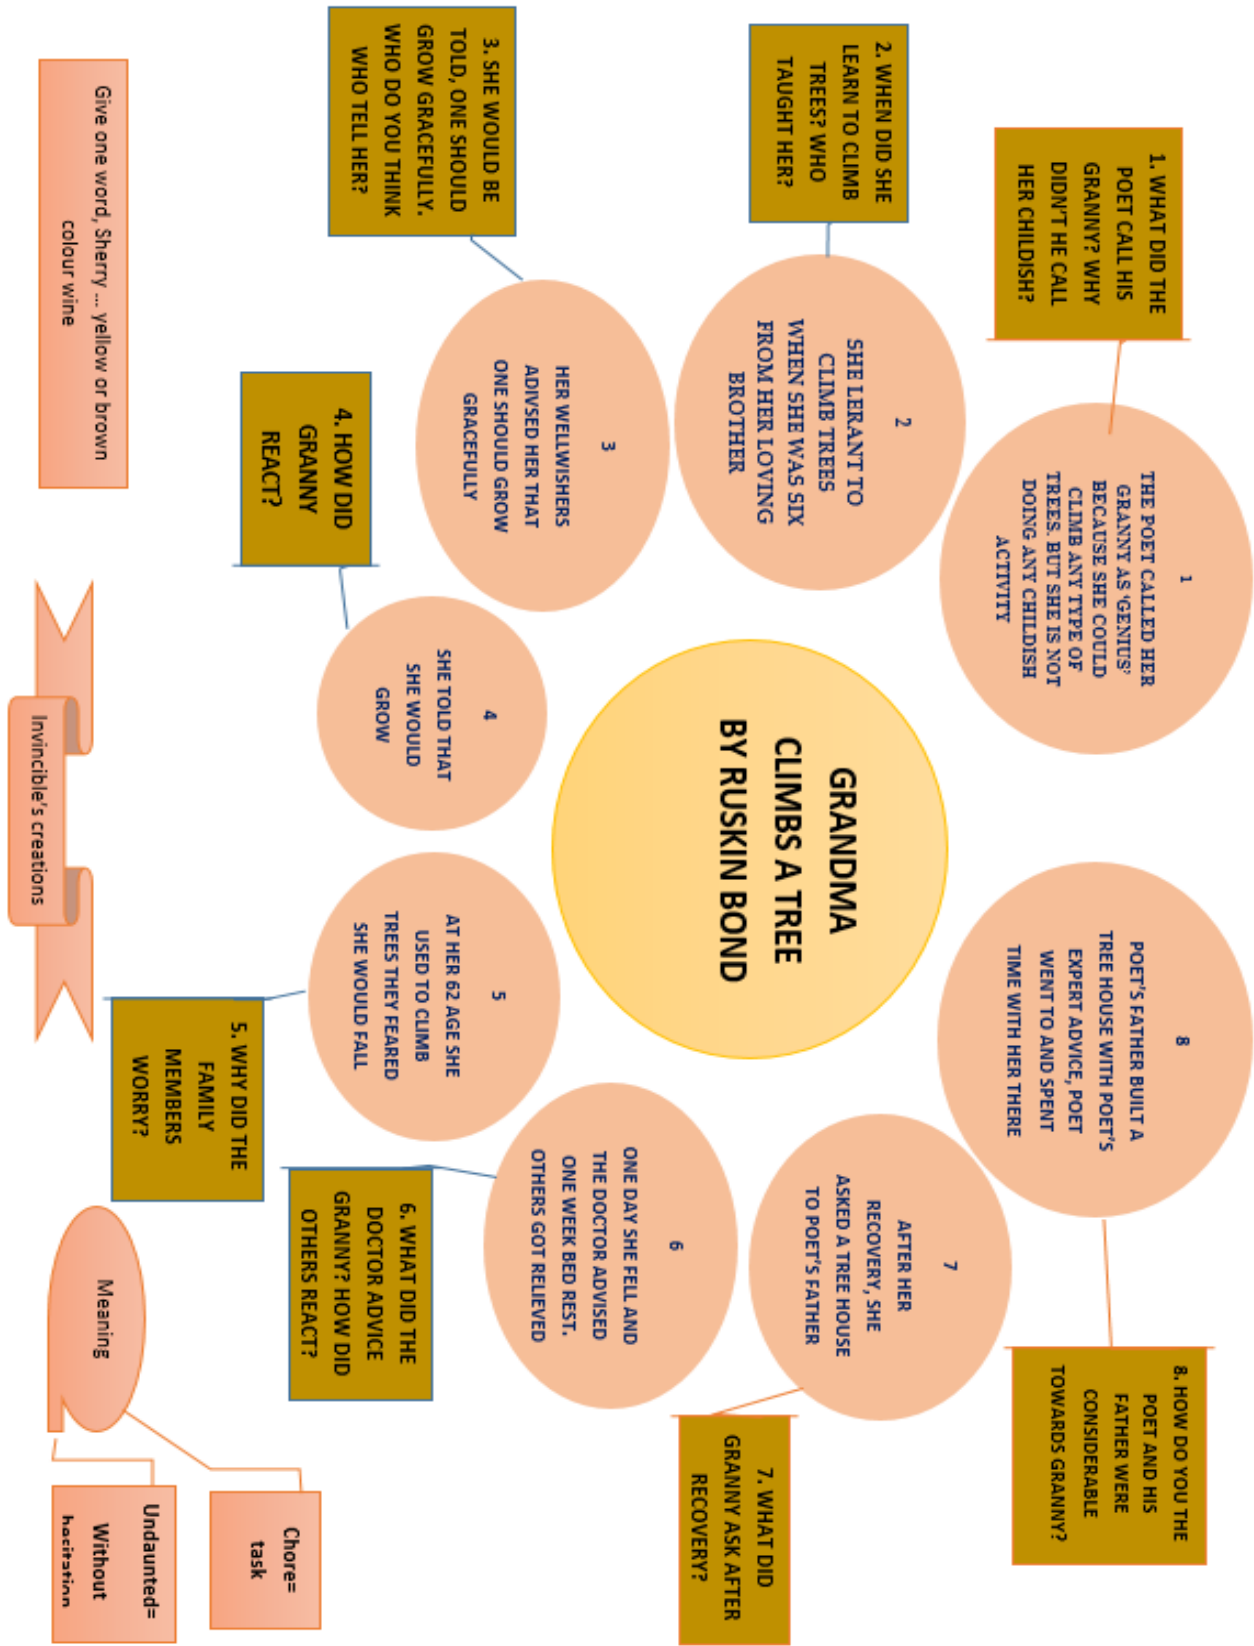 GRANDMA
CLIMBS A TREE
BY RUSKIN BOND
1. WHAT DID THE
POET CALL HIS
GRANNY? WHY
DIDN'T HE CALL
HER CHILDISH?
1
THE POET CALLED HER
GRANNY AS 'GENIUS'
BECAUSE SHE COULD
CLIMB ANY TYPE OF
TREES. BUT SHE IS NOT
DOING ANY CHILDISH
ACTIVITY
2. WHEN DID SHE
LEARN TO CLIMB
TREES? WHO
TAUGHT HER?
2
SHE LERANT TO
CLIMB TREES
WHEN SHE WAS SIX
FROM HER LOVING
BROTHER
3. SHE WOULD BE
TOLD, ONE SHOULD
GROW GRACEFULLY.
WHO DO YOU THINK
WHO TELL HER?
3
HER WELLWISHERS
ADIVSED HER THAT
ONE SHOULD GROW
GRACEFULLY
4. HOW DID
GRANNY
REACT?
4
SHE TOLD THAT
SHE WOULD
GROW
5
AT HER 62 AGE SHE
USED TO CLIMB
TREES THEY FEARED
SHE WOULD FALL
5. WHY DID THE
FAMILY
MEMBERS
WORRY?
6
ONE DAY SHE FELL AND
THE DOCTOR ADVISED
ONE WEEK BED REST.
OTHERS GOT RELIEVED
6. WHAT DID THE
DOCTOR ADVICE
GRANNY? HOW DID
OTHERS REACT?
7
AFTER HER
RECOVERY, SHE
ASKED A TREE HOUSE
TO POET'S FATHER
7. WHAT DID
GRANNY ASK AFTER
RECOVERY?
8
POET'S FATHER BUILT A
TREE HOUSE WITH POET'S
EXPERT ADVICE, POET
WENT TO AND SPENT
TIME WITH HER THERE
8. HOW DO YOU THE
POET AND HIS
FATHER WERE
CONSIDERABLE
TOWARDS GRANNY?
Give one word, Sherry ... yellow or brown
colour wine
Invincible's creations
Meaning
Chore=
task
Undaunted=
Without
hesitation